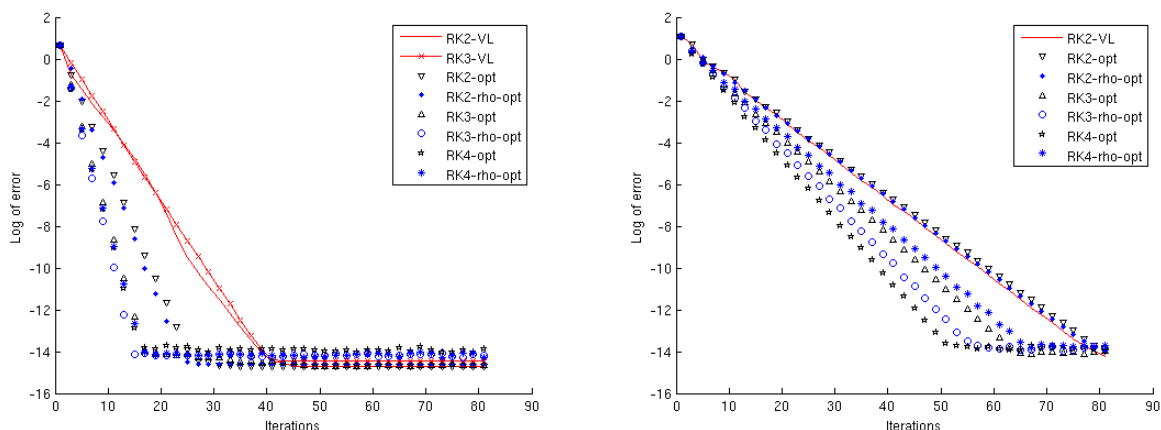 2
0
-2
-4
-6
-8
-10
-12
-14
-16
Log of error
0
10
20
30
40
50
60
70
80
90
Iterations
RK2-VL
RK3-VL
RK2-opt
RK2-rho-opt
RK3-opt
RK3-rho-opt
RK4-opt
RK4-rho-opt
2
0
-2
-4
-6
-8
-10
-12
-14
-16
Log of error
0
10
20
30
40
50
60
70
80
90
Iterations
RK2-VL
RK2-opt
RK2-rho-opt
RK3-opt
RK3-rho-opt
RK4-opt
RK4-rho-opt